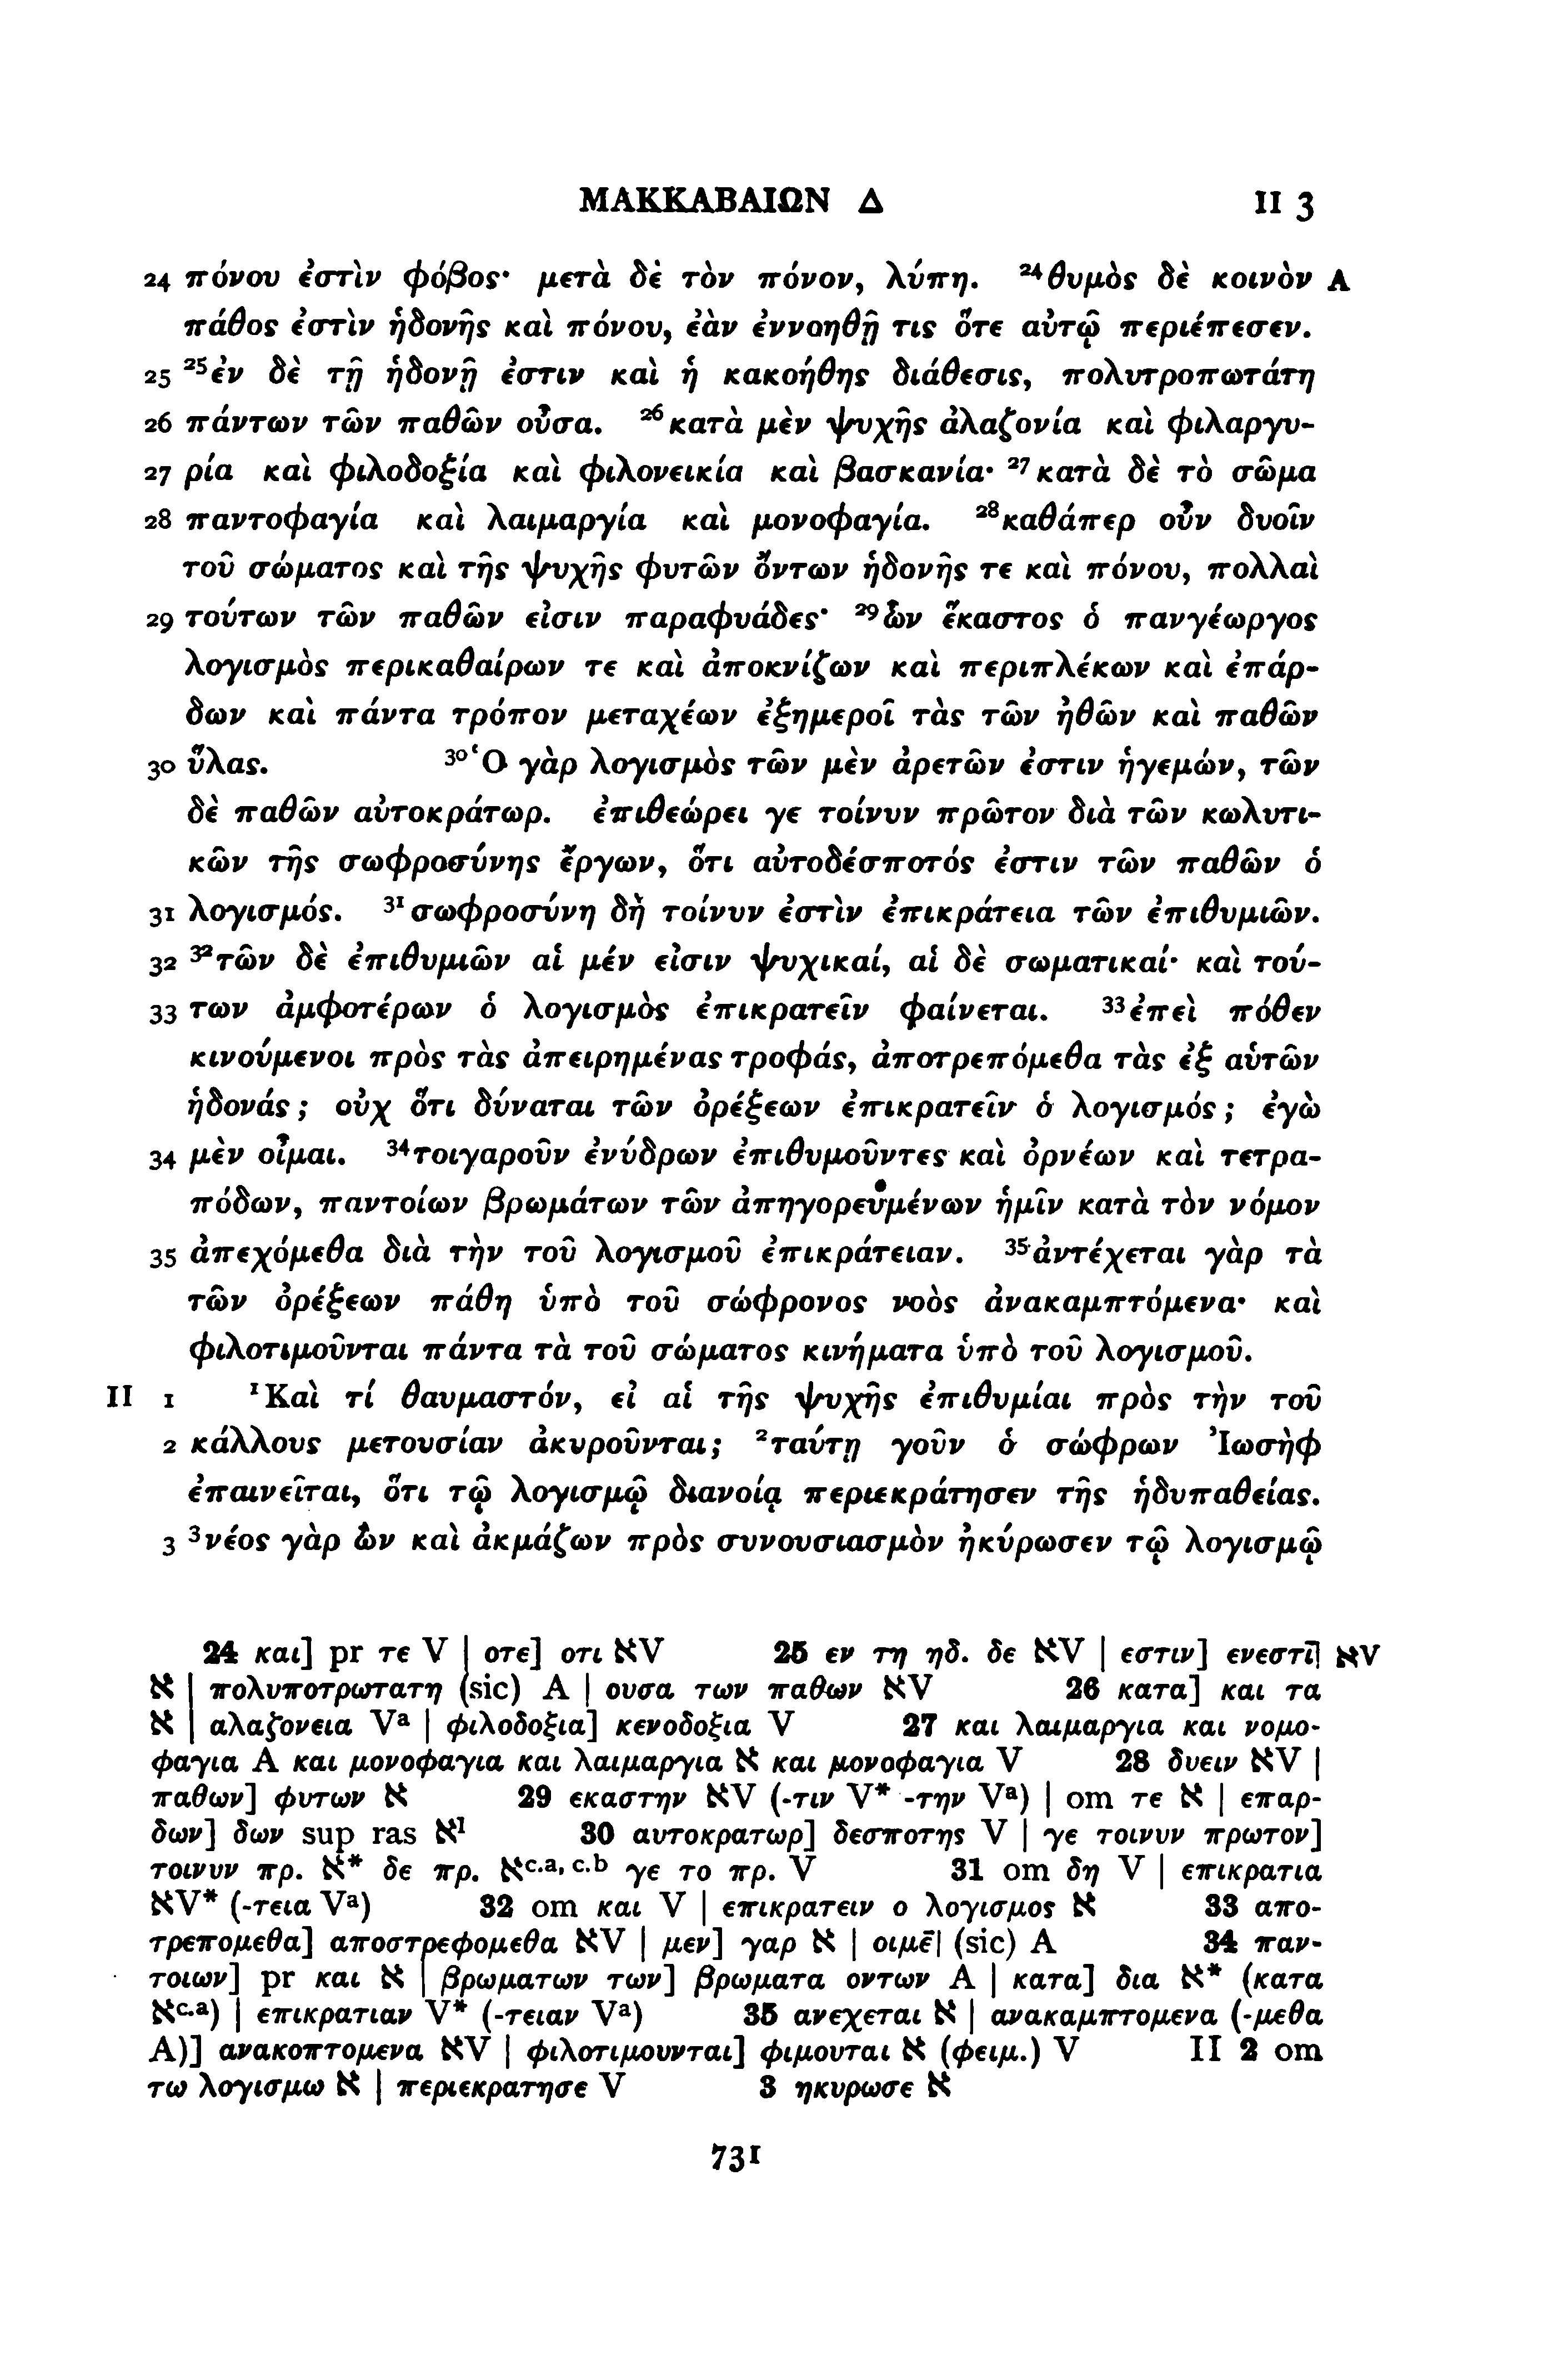 ΜΑΚΚΑΒΑΙΩΝ Δ II 3
24 πόνου ἐστὶν φόβος· μετὰ δὲ τὸν πόνον, λύπη. ²⁴θυμὸς δὲ κοινὸν A
πάθος ἐστὶν ἡδονῆς καὶ πόνου, ἐὰν ἐννοηθῇ τις ὅτε αὐτῷ περιέπεσεν.
25 ²⁵ἐν δὲ τῇ ἡδονῇ ἐστιν καὶ ἡ κακοήθης διάθεσις, πολυτροπωτάτη
26 πάντων τῶν παθῶν οὖσα. ²⁶κατὰ μὲν ψυχῆς ἀλαζονία καὶ φιλαργυ-
27 ρία καὶ φιλοδοξία καὶ φιλονεικία καὶ βασκανία· ²⁷κατὰ δὲ τὸ σῶμα
28 παντοφαγία καὶ λαιμαργία καὶ μονοφαγία. ²⁸καθάπερ οὖν δυοῖν
τοῦ σώματος καὶ τῆς ψυχῆς φυτῶν ὄντων ἡδονῆς τε καὶ πόνου, πολλαὶ
29 τούτων τῶν παθῶν εἰσιν παραφυάδες· ²⁹ὧν ἕκαστος ὁ πανγέωργος
λογισμὸς περικαθαίρων τε καὶ ἀποκνίζων καὶ περιπλέκων καὶ ἐπάρ-
δων καὶ πάντα τρόπον μεταχέων ἐξημεροῖ τὰς τῶν ἠθῶν καὶ παθῶν
30 ὕλας. ³⁰Ὁ γὰρ λογισμὸς τῶν μὲν ἀρετῶν ἐστιν ἡγεμών, τῶν
δὲ παθῶν αὐτοκράτωρ. ἐπιθεώρει γε τοίνυν πρῶτον διὰ τῶν κωλυτι-
κῶν τῆς σωφροσύνης ἔργων, ὅτι αὐτοδέσποτός ἐστιν τῶν παθῶν ὁ
31 λογισμός. ³¹σωφροσύνη δὴ τοίνυν ἐστὶν ἐπικράτεια τῶν ἐπιθυμιῶν.
32 ³²τῶν δὲ ἐπιθυμιῶν αἱ μέν εἰσιν ψυχικαί, αἱ δὲ σωματικαί· καὶ τού-
33 των ἀμφοτέρων ὁ λογισμὸς ἐπικρατεῖν φαίνεται. ³³ἐπεὶ πόθεν
κινούμενοι πρὸς τὰς ἀπειρημένας τροφάς, ἀποτρεπόμεθα τὰς ἐξ αὐτῶν
ἡδονάς; οὐχ ὅτι δύναται τῶν ὀρέξεων ἐπικρατεῖν ὁ λογισμός; ἐγὼ
34 μὲν οἶμαι. ³⁴τοιγαροῦν ἐνύδρων ἐπιθυμοῦντες καὶ ὀρνέων καὶ τετρα-
πόδων, παντοίων βρωμάτων τῶν ἀπηγορευμένων ἡμῖν κατὰ τὸν νόμον
35 ἀπεχόμεθα διὰ τὴν τοῦ λογισμοῦ ἐπικράτειαν. ³⁵ἀντέχεται γὰρ τὰ
τῶν ὀρέξεων πάθη ὑπὸ τοῦ σώφρονος νοὸς ἀνακαμπτόμενα· καὶ
φιλοτιμοῦνται πάντα τὰ τοῦ σώματος κινήματα ὑπὸ τοῦ λογισμοῦ.
II 1 ¹Καὶ τί θαυμαστόν, εἰ αἱ τῆς ψυχῆς ἐπιθυμίαι πρὸς τὴν τοῦ
2 κάλλους μετουσίαν ἀκυροῦνται; ²ταύτῃ γοῦν ὁ σώφρων Ἰωσὴφ
ἐπαινεῖται, ὅτι τῷ λογισμῷ διανοίᾳ περιεκράτησεν τῆς ἡδυπαθείας.
3 ³νέος γὰρ ὢν καὶ ἀκμάζων πρὸς συνουσιασμὸν ἠκύρωσεν τῷ λογισμῷ
24 και] pr τε V | οτε] οτι אV 25 εν τη ηδ. δε אV | εστιν] ενεστῑ| אV
א | πολυποτρωτατη (sic) A | ουσα των παθων אV 26 κατα] και τα
א | αλαζονεια Vᵃ | φιλοδοξια] κενοδοξια V 27 και λαιμαργια και νομο-
φαγια A και μονοφαγια και λαιμαργια א και μονοφαγια V 28 δυειν אV |
παθων] φυτων א 29 εκαστην אV (-τιν V* -την Vᵃ) | om τε א | επαρ-
δων] δων sup ras א¹ 30 αυτοκρατωρ] δεσποτης V | γε τοινυν πρωτον]
τοινυν πρ. א* δε πρ. אᶜ·ᵃ, ᶜ·ᵇ γε το πρ. V 31 om δη V | επικρατια
אV* (-τεια Vᵃ) 32 om και V | επικρατειν ο λογισμος א 33 απο-
τρεπομεθα] αποστρεφομεθα אV | μεν] γαρ א | οιμε̄| (sic) A 34 παν-
τοιων] pr και א | βρωματων των] βρωματα οντων A | κατα] δια א* (κατα
אᶜ·ᵃ) | επικρατιαν V* (-τειαν Vᵃ) 35 ανεχεται א | ανακαμπτομενα (-μεθα
A)] ανακοπτομενα אV | φιλοτιμουνται] φιμουται א (φειμ.) V II 2 om
τω λογισμω א | περιεκρατησε V 3 ηκυρωσε א
731